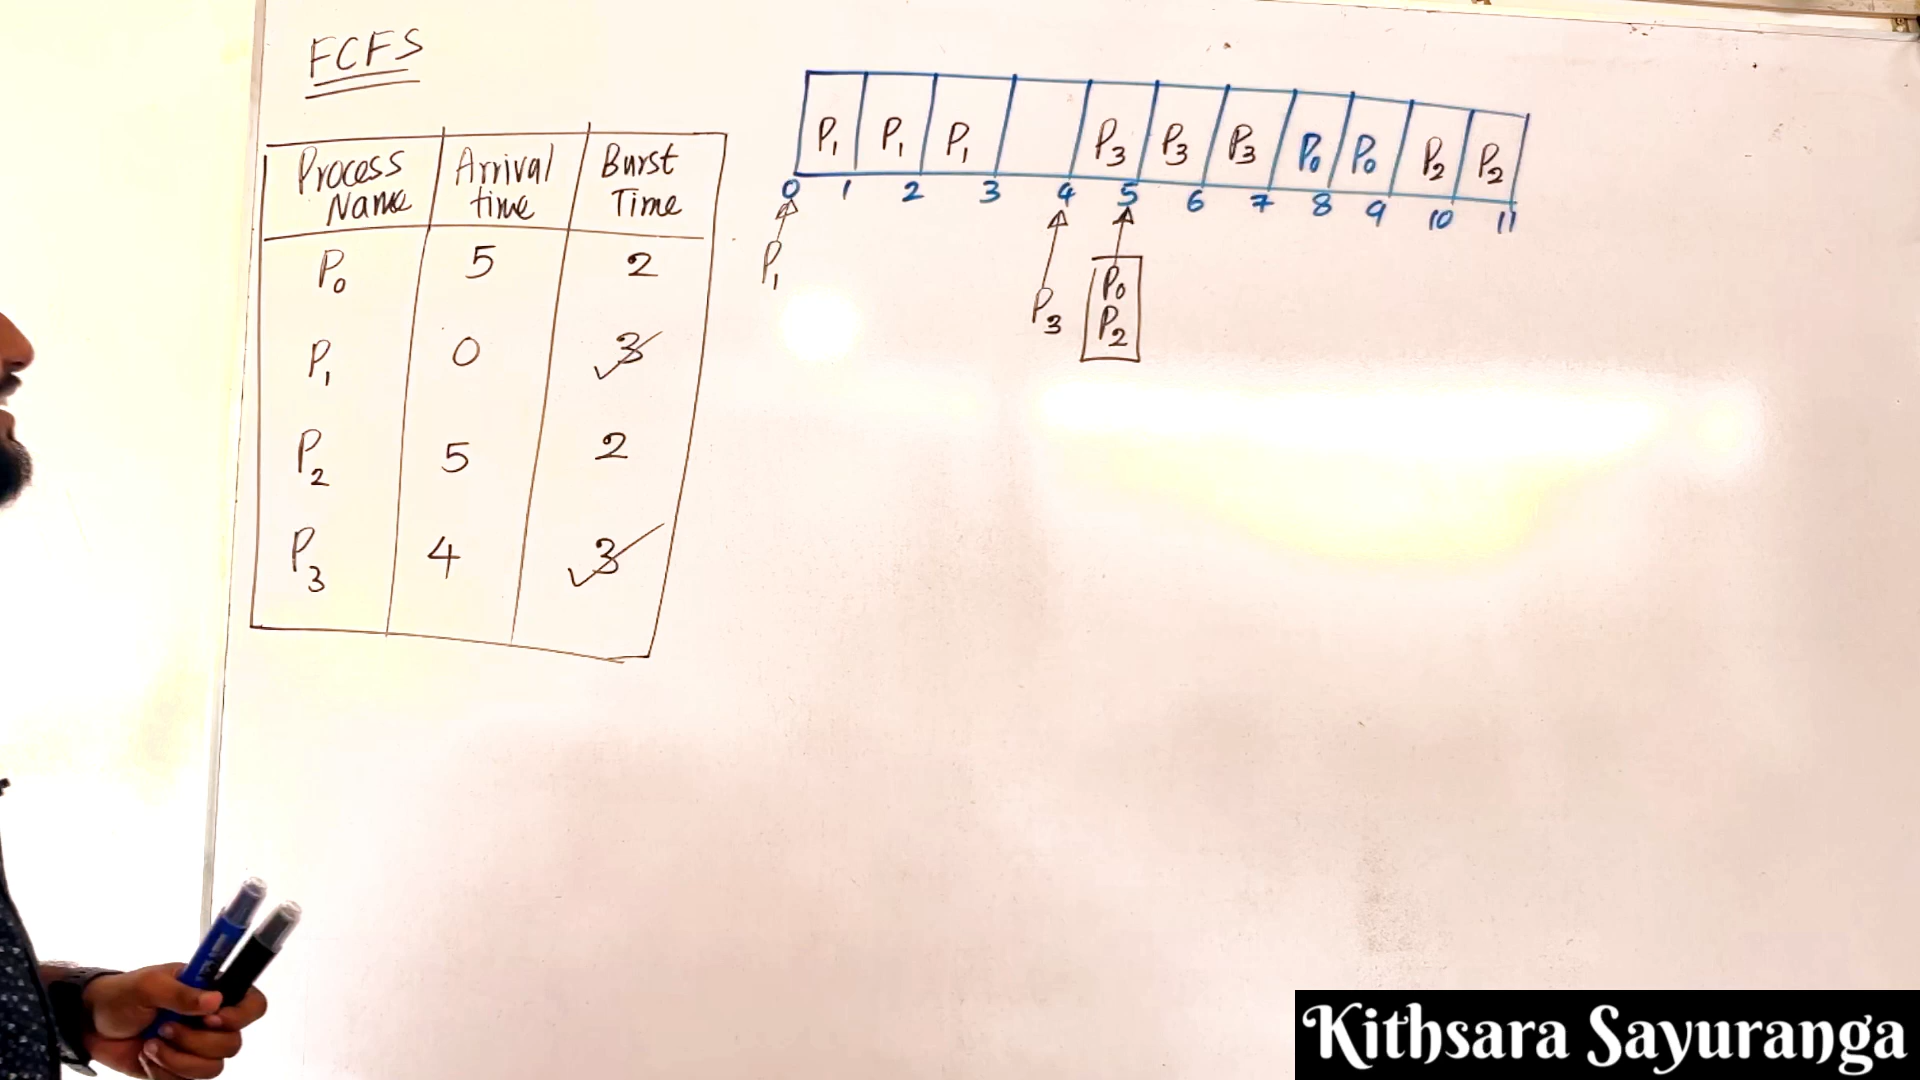 FCFS
Process Name Arrival time Burst Time
P0 5 2
P1 0 3
P2 5 2
P3 4 3
P1 P1 P1 P3 P3 P3 P0 P0 P2 P2
0 1 2 3 4 5 6 7 8 9 10 11
P1 P3 P0
P2
Kithsara Sayuranga